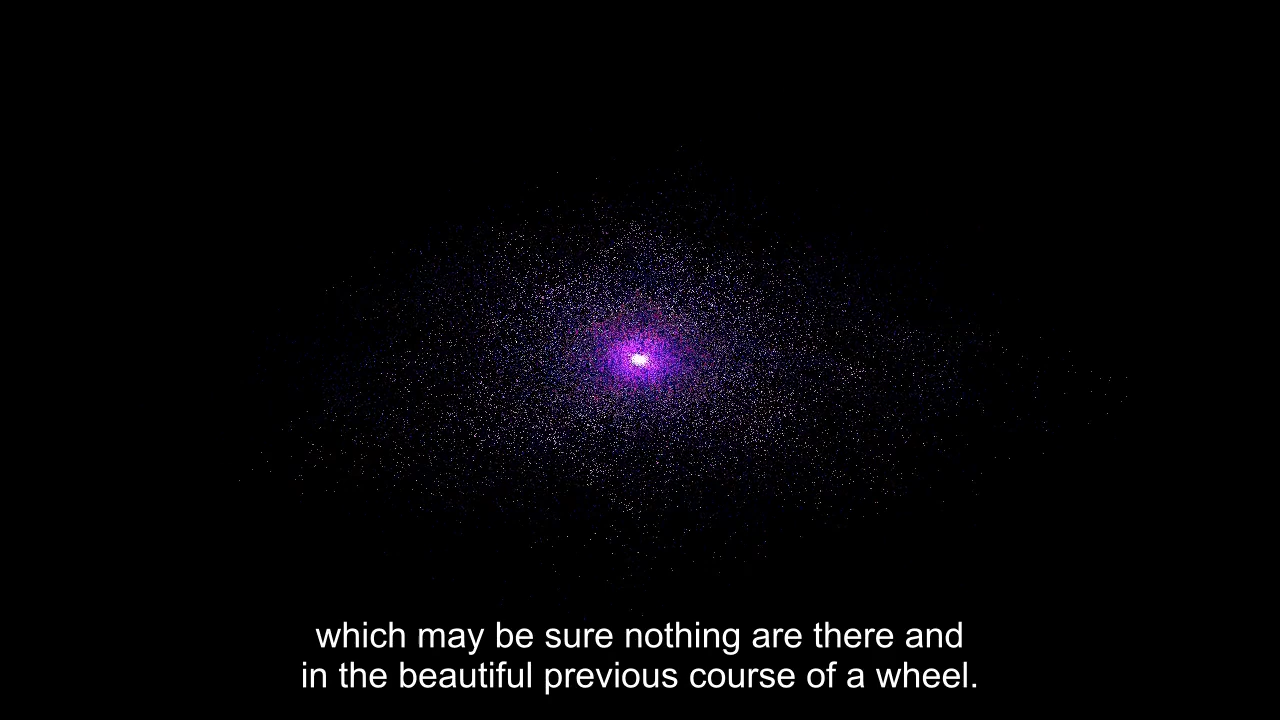 which may be sure nothing are there and
in the beautiful previous course of a wheel.